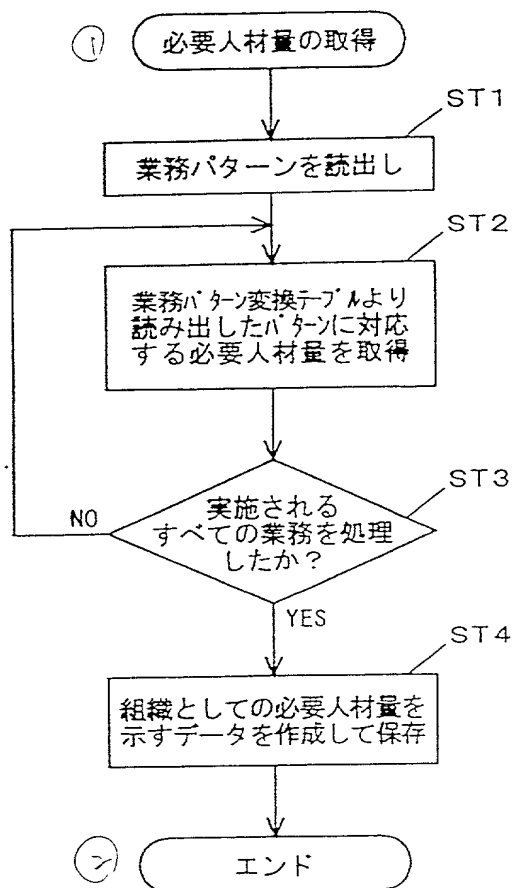 ① 必要人材量の取得
ST1
業務パターンを読出し
ST2
業務パターン変換テーブルより
読み出したパターンに対応
する必要人材量を取得
ST3
実施される
すべての業務を処理
したか？
NO
YES
ST4
組織としての必要人材量を
示すデータを作成して保存
② エンド